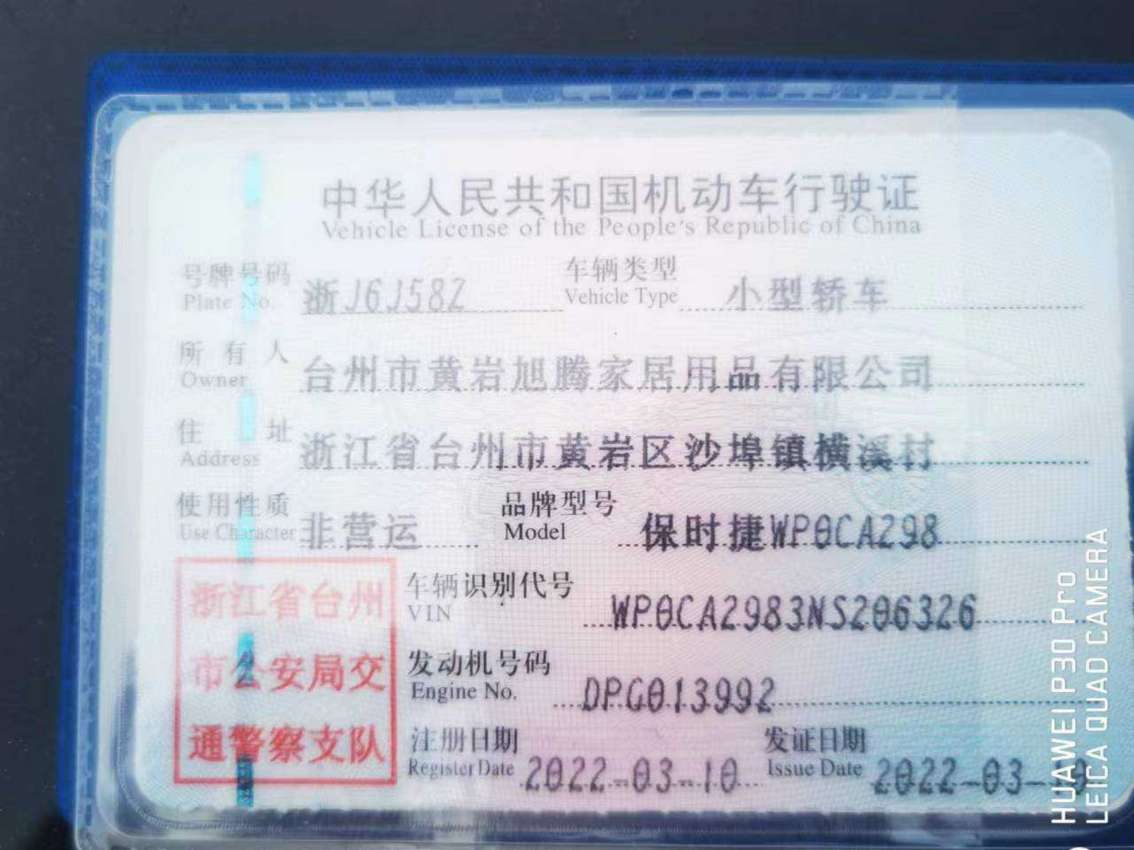 中华人民共和国机动车行驶证
Vehicle License of the People's Republic of China
号牌号码 浙J6J58Z 车辆类型 小型轿车
Plate No. Vehicle Type
所有人 台州市黄岩旭腾家居用品有限公司
Owner
住址 浙江省台州市黄岩区沙埠镇横溪村
Address
使用性质 非营运 品牌型号 保时捷WP0CA298
Use Character Model
浙江省台州
市公安局交
通警察支队
车辆识别代号 WP0CA2983NS206326
VIN
发动机号码 DPG013992
Engine No.
注册日期 2022-03-10 发证日期 2022-03-
Register Date Issue Date
HUAWEI P30 Pro
LEICA QUAD CAMERA